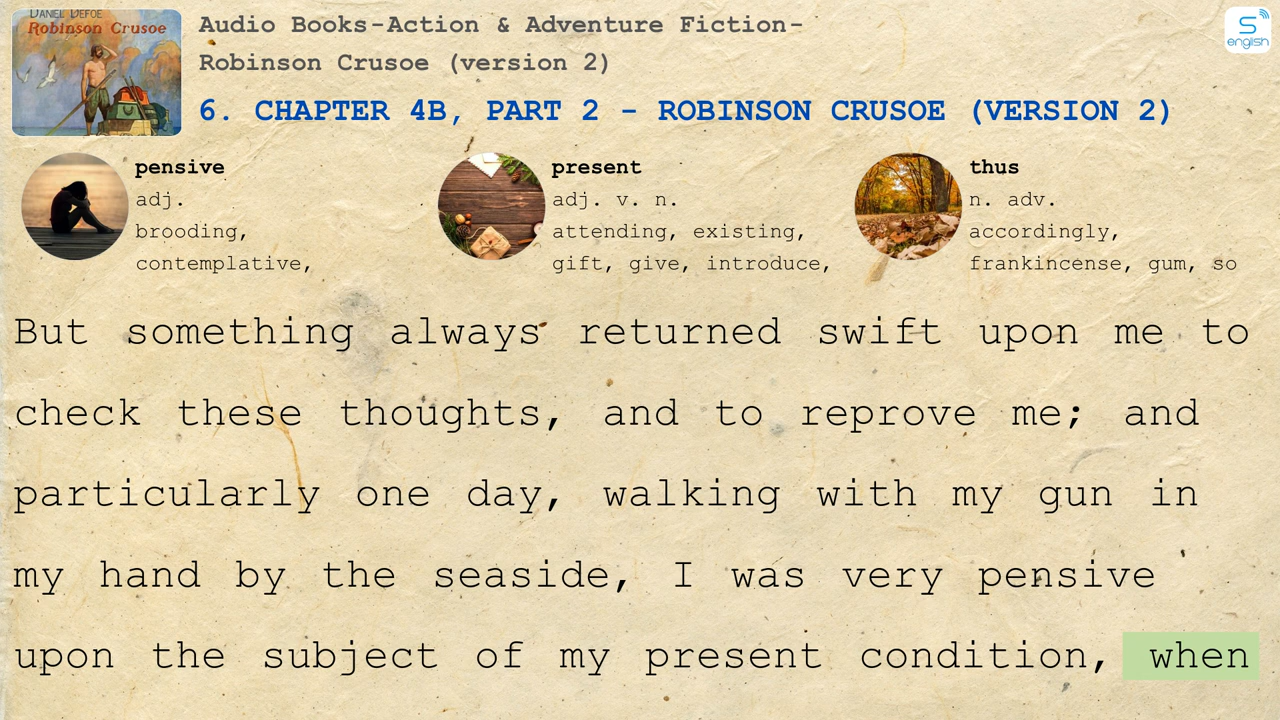 DANIEL DEFOE
Robinson Crusoe
Audio Books-Action & Adventure Fiction-
Robinson Crusoe (version 2)
6. CHAPTER 4B, PART 2 - ROBINSON CRUSOE (VERSION 2)
S
english
pensive
adj.
brooding,
contemplative,
present
adj. v. n.
attending, existing,
gift, give, introduce,
thus
n. adv.
accordingly,
frankincense, gum, so
But something always returned swift upon me to
check these thoughts, and to reprove me; and
particularly one day, walking with my gun in
my hand by the seaside, I was very pensive
upon the subject of my present condition, when